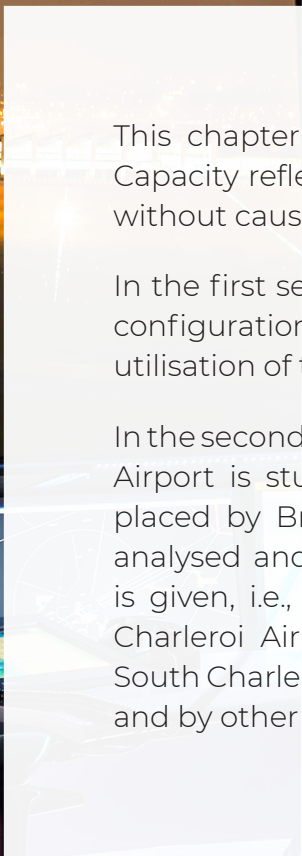 This chapter
Capacity refle
without caus
In the first se
configuration
utilisation of
In the second
Airport is stu
placed by Br
analysed and
is given, i.e.,
Charleroi Air
South Charle
and by other